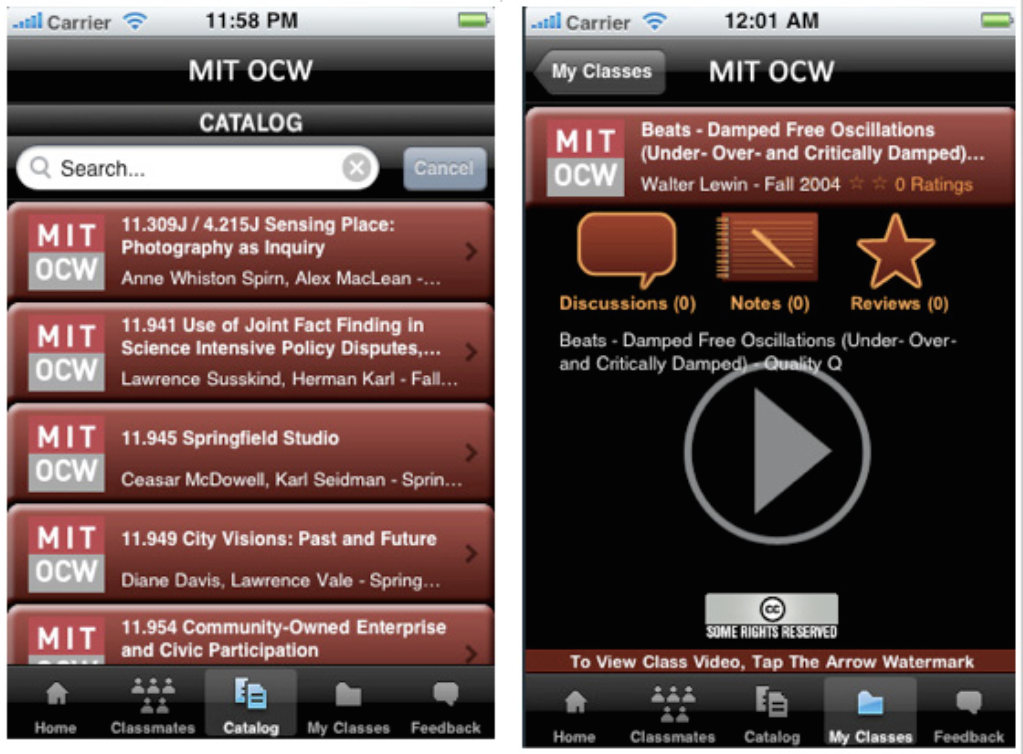 Carrier 11:58 PM
MIT OCW
CATALOG
Search... Cancel
MIT OCW
11.309J / 4.215J Sensing Place:
Photography as Inquiry
Anne Whiston Spirn, Alex MacLean -...
MIT OCW
11.941 Use of Joint Fact Finding in
Science Intensive Policy Disputes,...
Lawrence Susskind, Herman Karl - Fall...
MIT OCW
11.945 Springfield Studio
Ceasar McDowell, Karl Seidman - Sprin...
MIT OCW
11.949 City Visions: Past and Future
Diane Davis, Lawrence Vale - Spring...
MIT OCW
11.954 Community-Owned Enterprise
and Civic Participation
Home Classmates Catalog My Classes Feedback
Carrier 12:01 AM
My Classes MIT OCW
MIT OCW
Beats - Damped Free Oscillations
(Under- Over- and Critically Damped)...
Walter Lewin - Fall 2004 ☆ ☆ 0 Ratings
Discussions (0) Notes (0) Reviews (0)
Beats - Damped Free Oscillations (Under- Over-
and Critically Damped) - Quality Q
cc
SOME RIGHTS RESERVED
To View Class Video, Tap The Arrow Watermark
Home Classmates Catalog My Classes Feedback